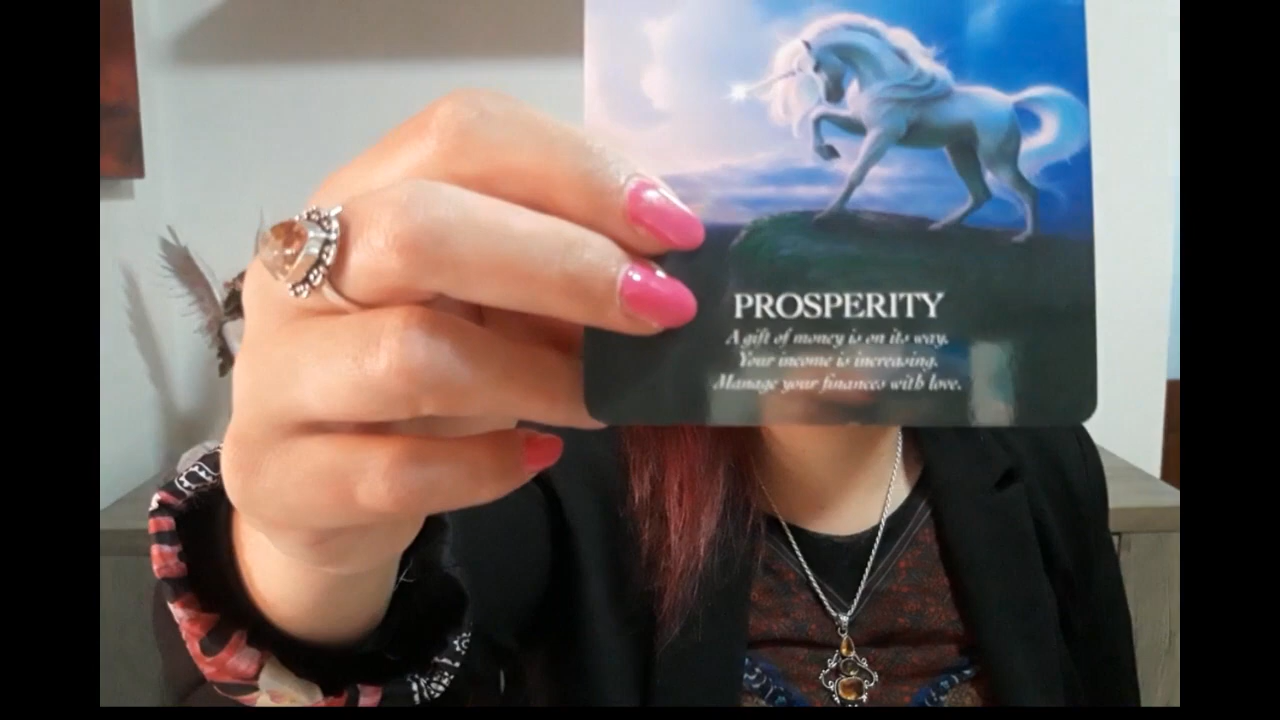 PROSPERITY
A gift of money is on its way.
Your income is increasing.
Manage your finances with love.